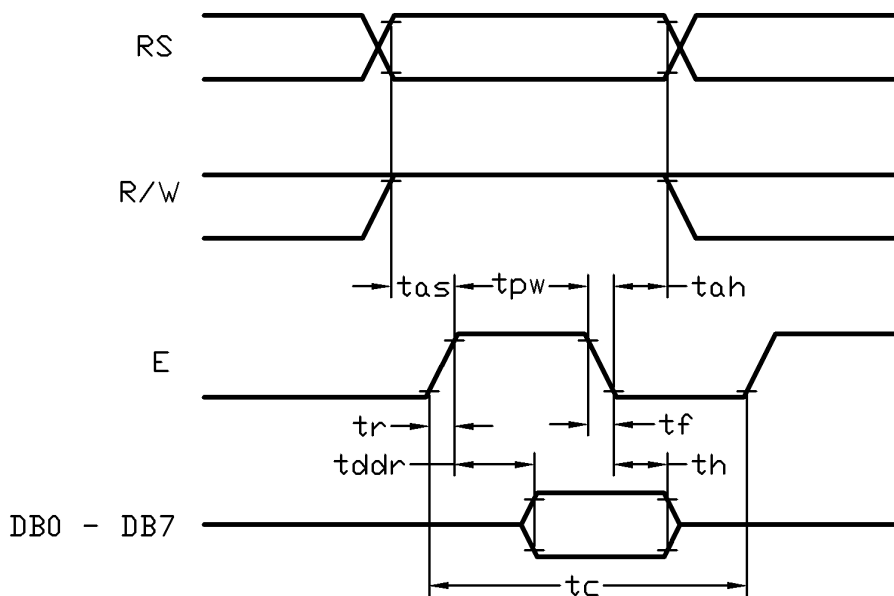 RS
R/W
tas tpw tah
E
tr tf
tddr th
DB0 - DB7
tc